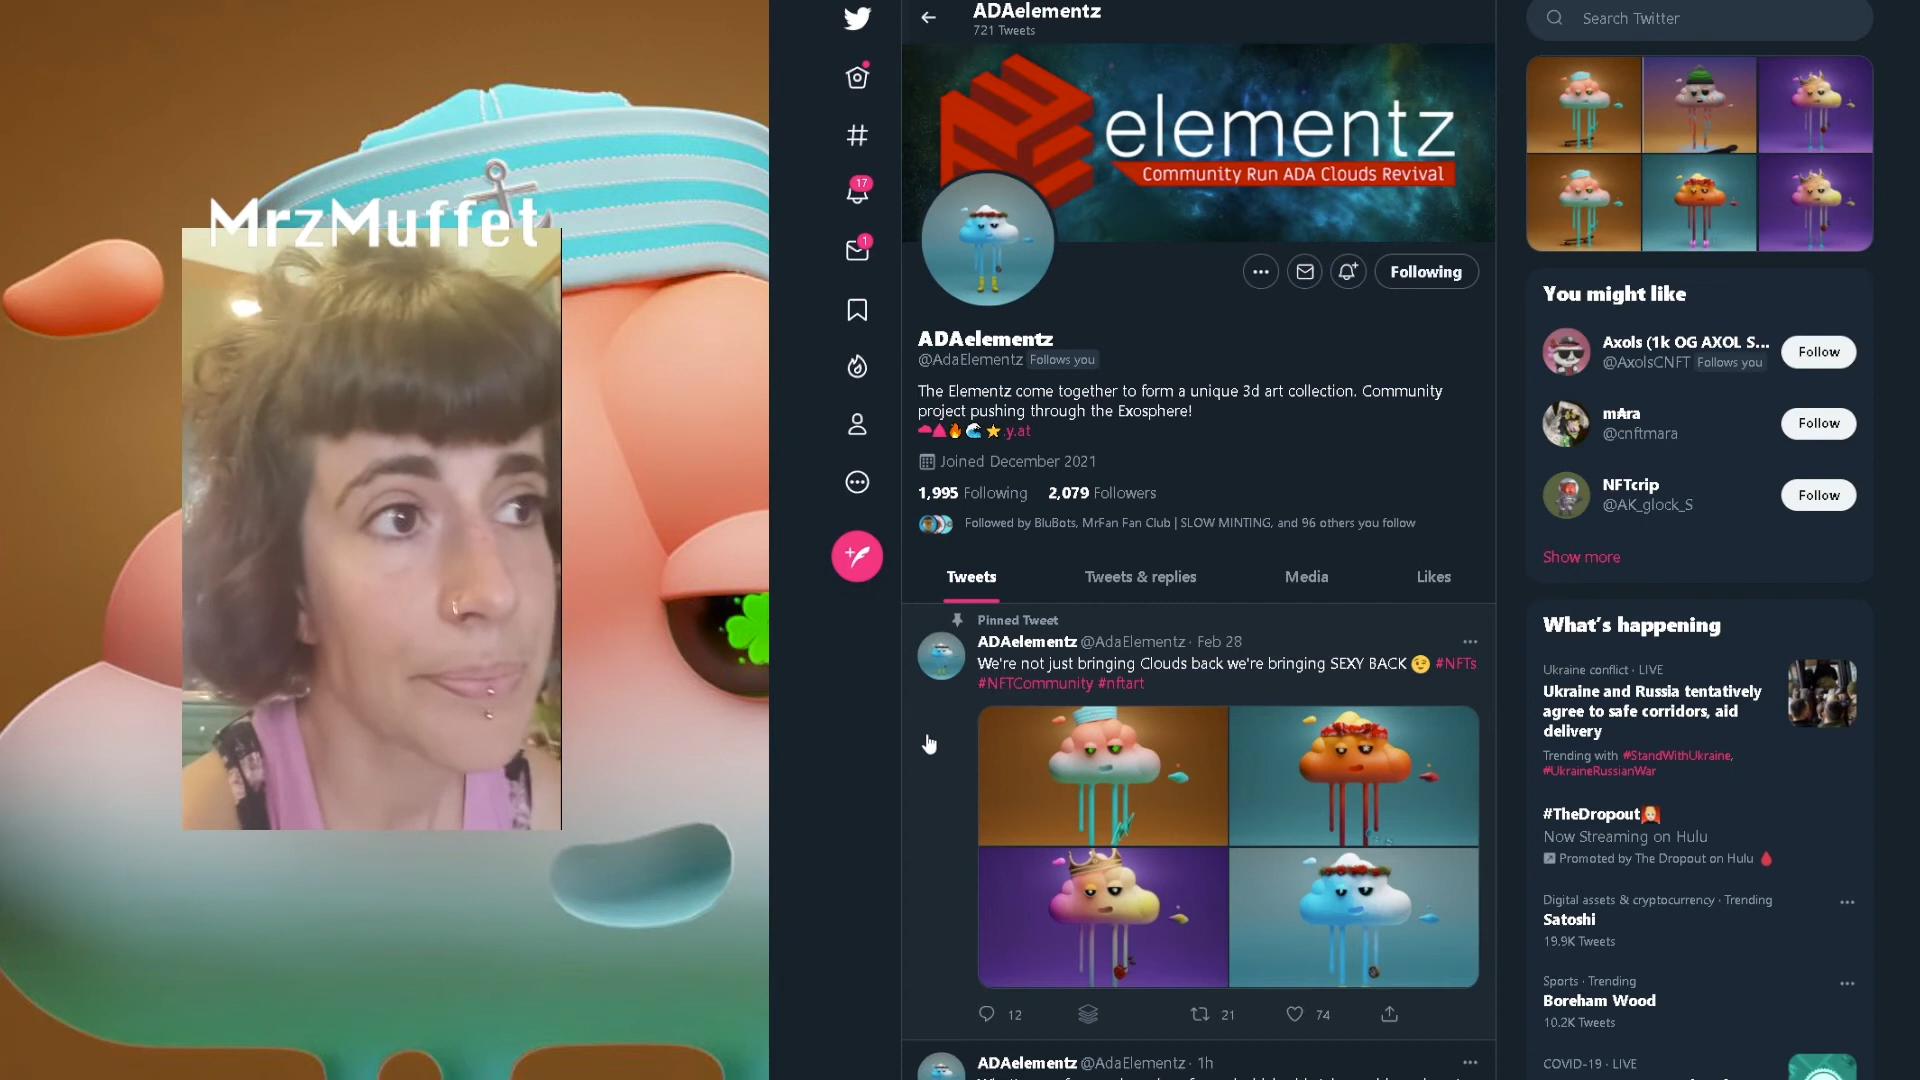 MrzMuffet
17
1
ADAelementz
721 Tweets
elementz
Community Run ADA Clouds Revival
Following
ADAelementz
@AdaElementz Follows you
The Elementz come together to form a unique 3d art collection. Community
project pushing through the Exosphere!
.y.at
Joined December 2021
1,995 Following 2,079 Followers
Followed by BluBots, MrFan Fan Club | SLOW MINTING, and 96 others you follow
Tweets Tweets & replies Media Likes
Pinned Tweet
ADAelementz @AdaElementz · Feb 28
We're not just bringing Clouds back we're bringing SEXY BACK 😉 #NFTs
#NFTCommunity #nftart
12 21 74
ADAelementz @AdaElementz · 1h
Search Twitter
You might like
Axols (1k OG AXOL S...
@AxolsCNFT Follows you
Follow
mAra
@cnftmara
Follow
NFTcrip
@AK_glock_S
Follow
Show more
What's happening
Ukraine conflict · LIVE
Ukraine and Russia tentatively
agree to safe corridors, aid
delivery
Trending with #StandWithUkraine,
#UkraineRussianWar
#TheDropout
Now Streaming on Hulu
Promoted by The Dropout on Hulu
Digital assets & cryptocurrency · Trending
Satoshi
19.9K Tweets
Sports · Trending
Boreham Wood
10.2K Tweets
COVID-19 · LIVE